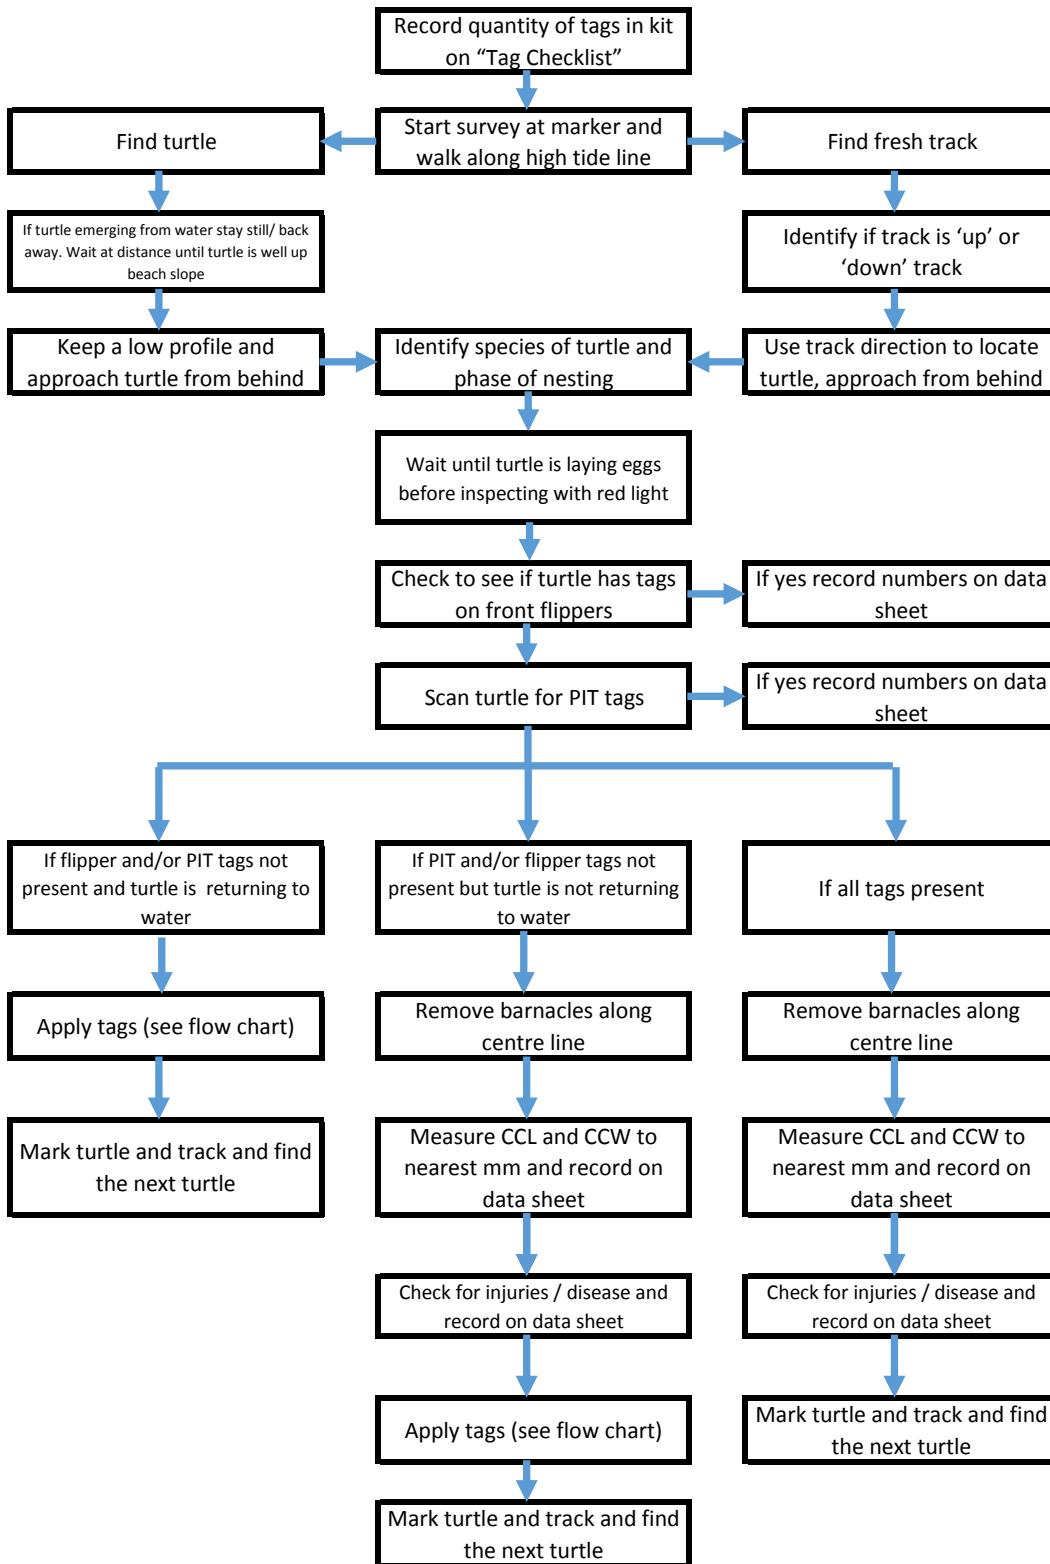 Record quantity of tags in kit
on “Tag Checklist”
Find turtle
Start survey at marker and
walk along high tide line
Find fresh track
If turtle emerging from water stay still/ back
away. Wait at distance until turtle is well up
beach slope
Identify if track is ‘up’ or
‘down’ track
Keep a low profile and
approach turtle from behind
Identify species of turtle and
phase of nesting
Use track direction to locate
turtle, approach from behind
Wait until turtle is laying eggs
before inspecting with red light
Check to see if turtle has tags
on front flippers
If yes record numbers on data
sheet
Scan turtle for PIT tags
If yes record numbers on data
sheet
If flipper and/or PIT tags not
present and turtle is returning to
water
If PIT and/or flipper tags not
present but turtle is not returning
to water
If all tags present
Apply tags (see flow chart)
Remove barnacles along
centre line
Remove barnacles along
centre line
Mark turtle and track and find
the next turtle
Measure CCL and CCW to
nearest mm and record on
data sheet
Measure CCL and CCW to
nearest mm and record on
data sheet
Check for injuries / disease and
record on data sheet
Check for injuries / disease and
record on data sheet
Apply tags (see flow chart)
Mark turtle and track and find
the next turtle
Mark turtle and track and find
the next turtle